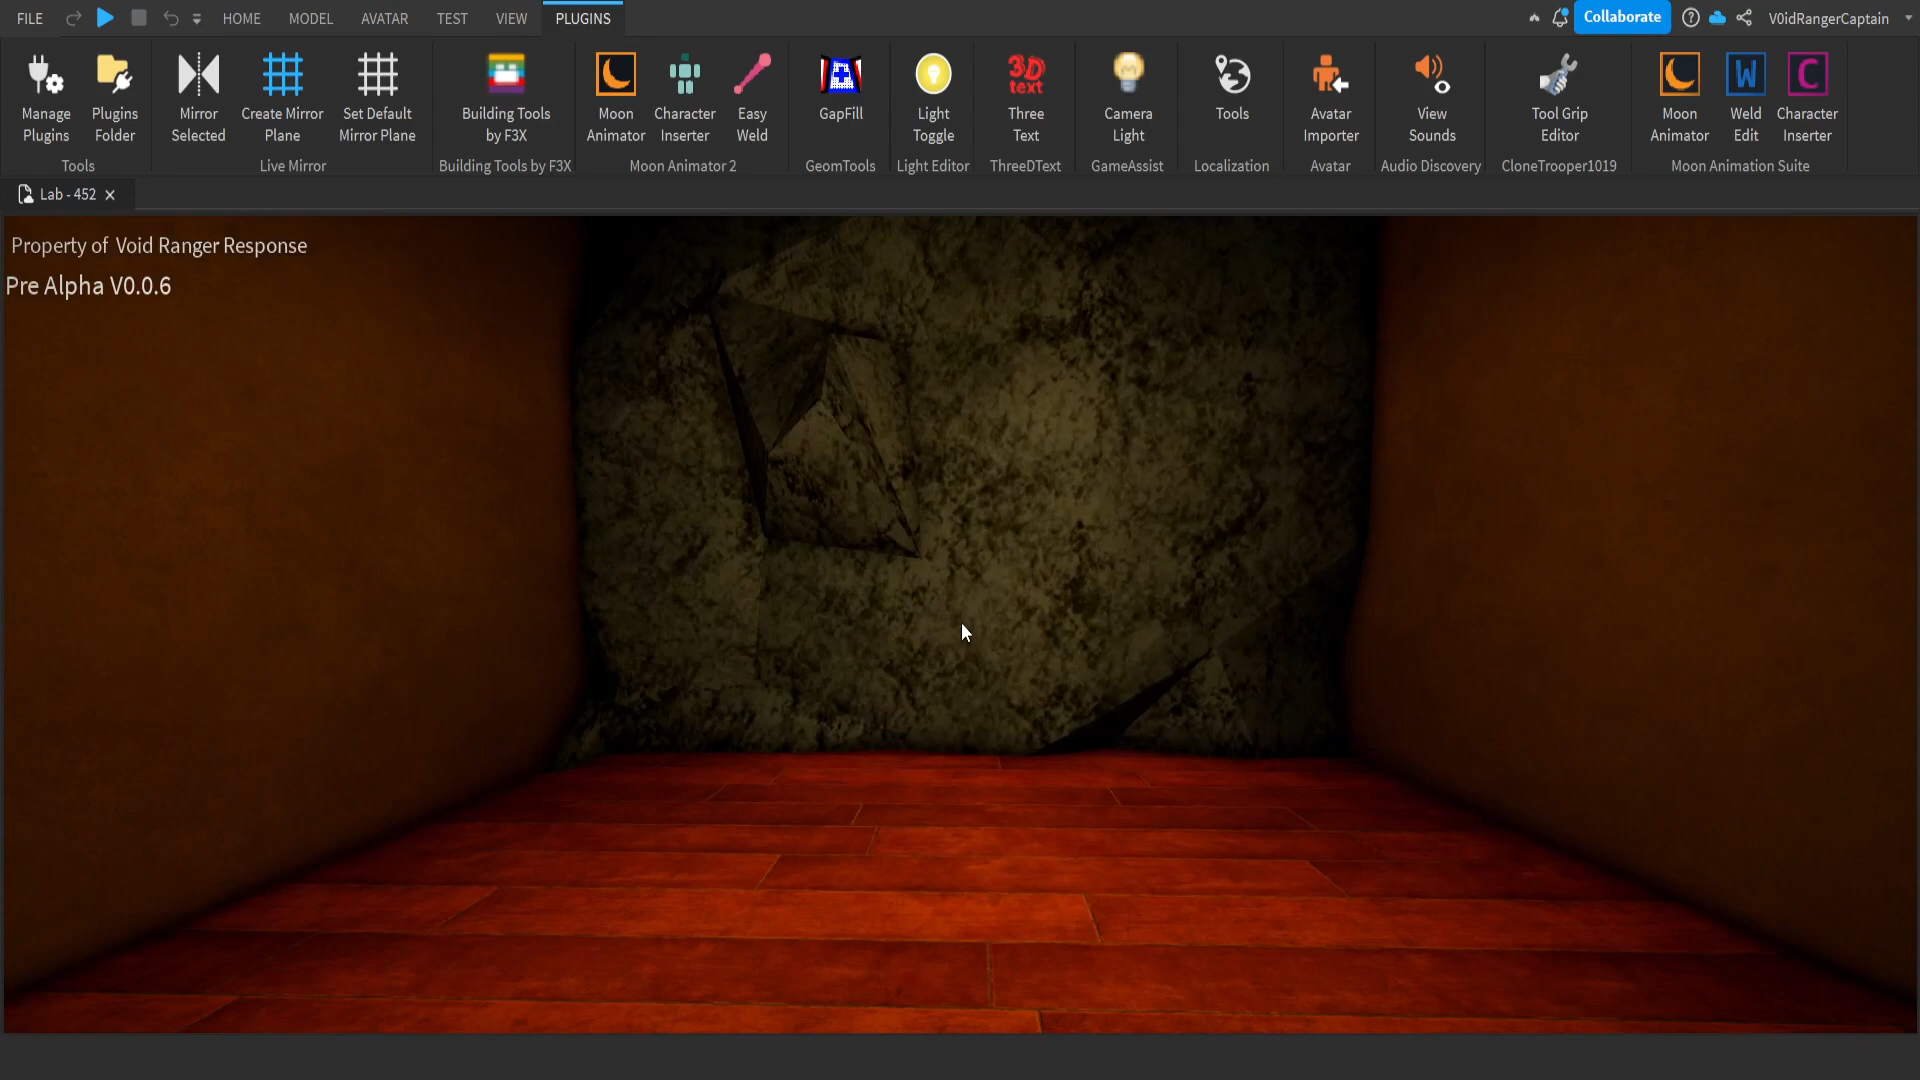 FILE HOME MODEL AVATAR TEST VIEW PLUGINS Collaborate V0idRangerCaptain
Manage Plugins
Plugins Folder
Tools
Mirror Selected
Create Mirror Plane
Set Default Mirror Plane
Live Mirror
Building Tools by F3X
Building Tools by F3X
Moon Animator
Character Inserter
Easy Weld
Moon Animator 2
GapFill
GeomTools
Light Toggle
Light Editor
3D text
Three Text
ThreeDText
Camera Light
GameAssist
Tools
Localization
Avatar Importer
Avatar
View Sounds
Audio Discovery
Tool Grip Editor
CloneTrooper1019
Moon Animator
W
Weld Edit
C
Character Inserter
Moon Animation Suite
Lab - 452
Property of Void Ranger Response
Pre Alpha V0.0.6